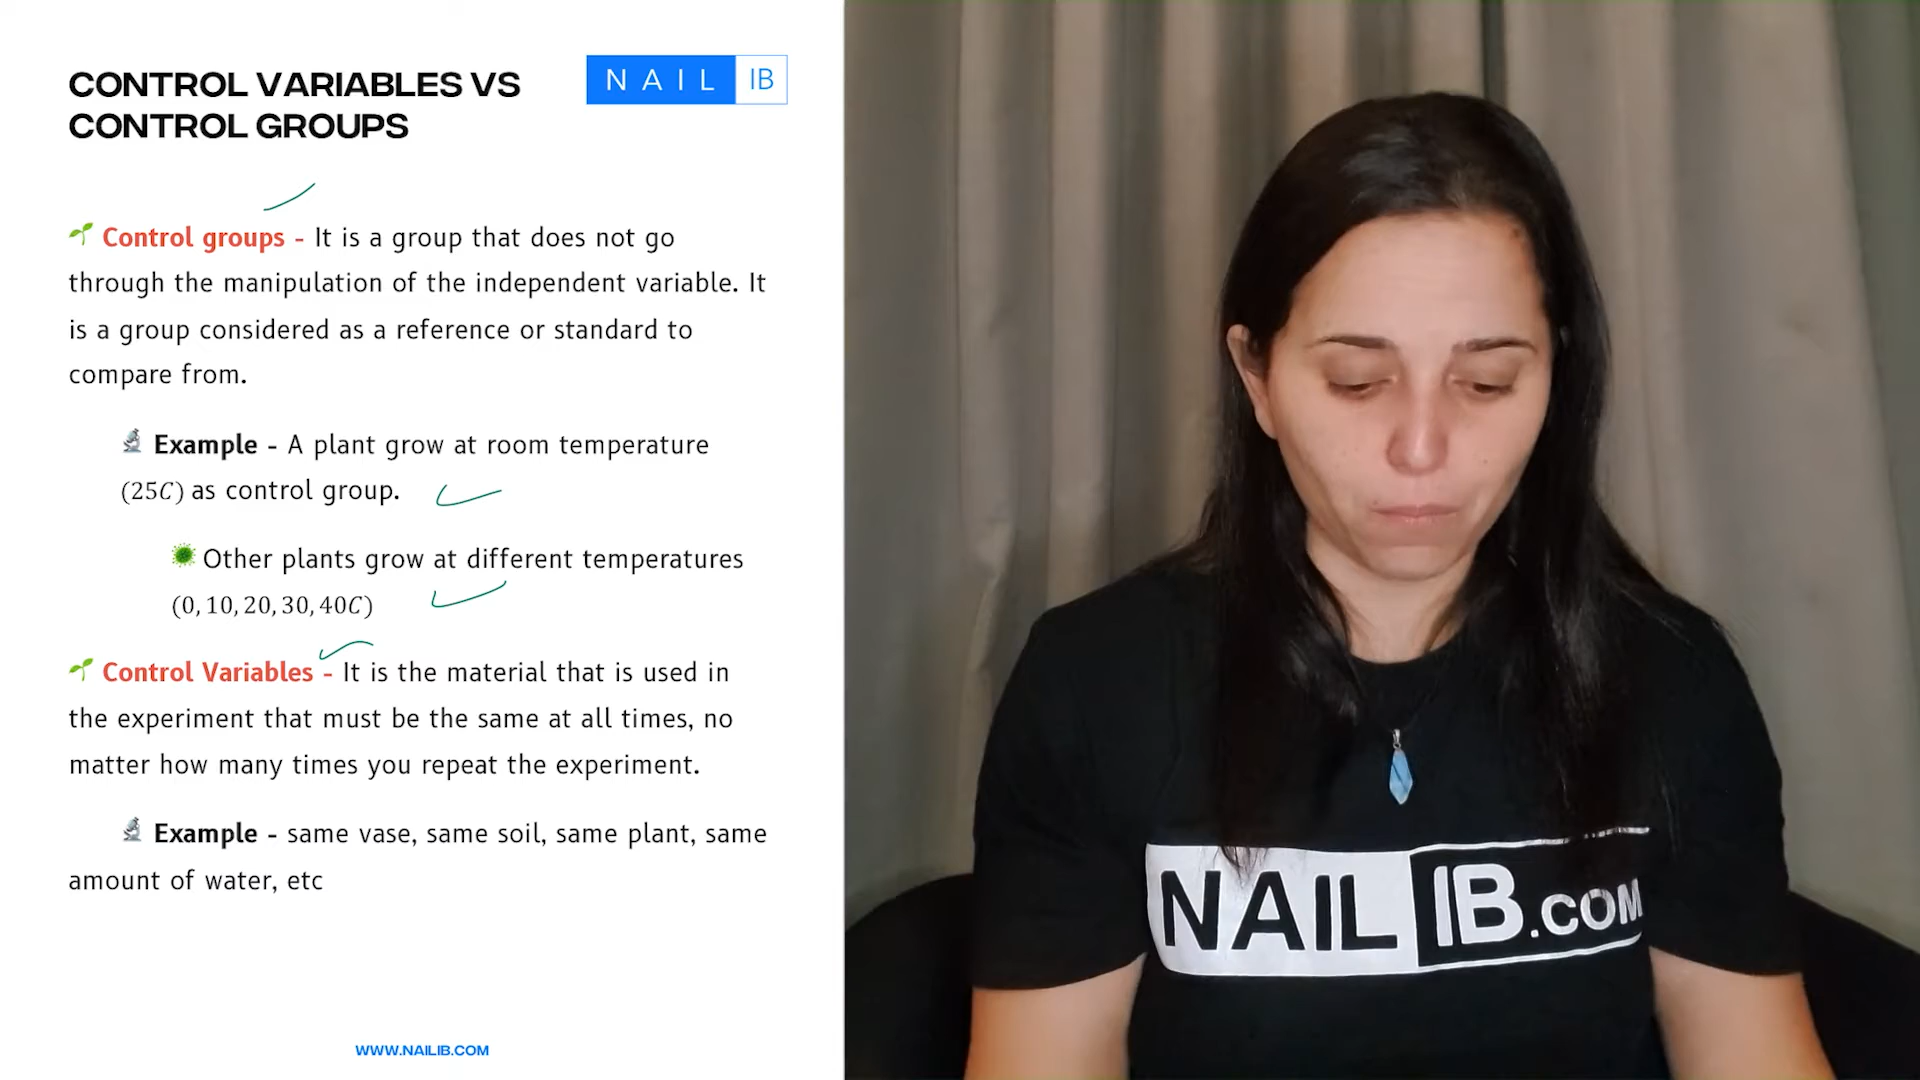 CONTROL VARIABLES VS
CONTROL GROUPS
NAIL IB
Control groups - It is a group that does not go
through the manipulation of the independent variable. It
is a group considered as a reference or standard to
compare from.
Example - A plant grow at room temperature
(25C) as control group.
Other plants grow at different temperatures
(0, 10, 20, 30, 40C)
Control Variables - It is the material that is used in
the experiment that must be the same at all times, no
matter how many times you repeat the experiment.
Example - same vase, same soil, same plant, same
amount of water, etc
WWW.NAILIB.COM
NAIL IB.COM